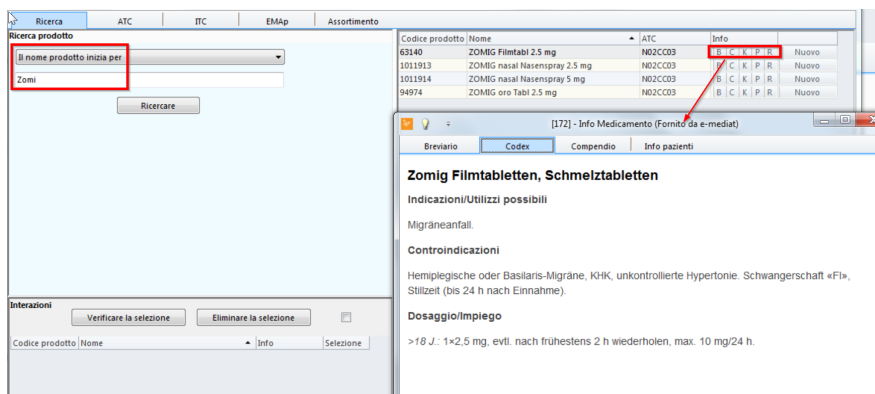 Ricerca ATC ITC EMAp Assortimento
Ricerca prodotto
Il nome prodotto inizia per
Zomi
Ricercare
Codice prodotto Nome ATC Info
63140 ZOMIG Filmtabl 2.5 mg N02CC03 B C K P R Nuovo
1011913 ZOMIG nasal Nasenspray 2.5 mg N02CC03 B C K P R Nuovo
1011914 ZOMIG nasal Nasenspray 5 mg N02CC03 B C K P R Nuovo
94974 ZOMIG oro Tabl 2.5 mg N02CC03 B C K P R Nuovo
[172] - Info Medicamento (Fornito da e-mediat)
Breviario Codex Compendio Info pazienti
Zomig Filmtabletten, Schmelztabletten
Indicazioni/Utilizzi possibili
Migräneanfall.
Controindicazioni
Hemiplegische oder Basilaris-Migräne, KHK, unkontrollierte Hypertonie. Schwangerschaft «FI»,
Stillzeit (bis 24 h nach Einnahme).
Dosaggio/Impiego
>18 J.: 1×2,5 mg, evtl. nach frühestens 2 h wiederholen, max. 10 mg/24 h.
Interazioni
Verificare la selezione Eliminare la selezione
Codice prodotto Nome Info Selezione